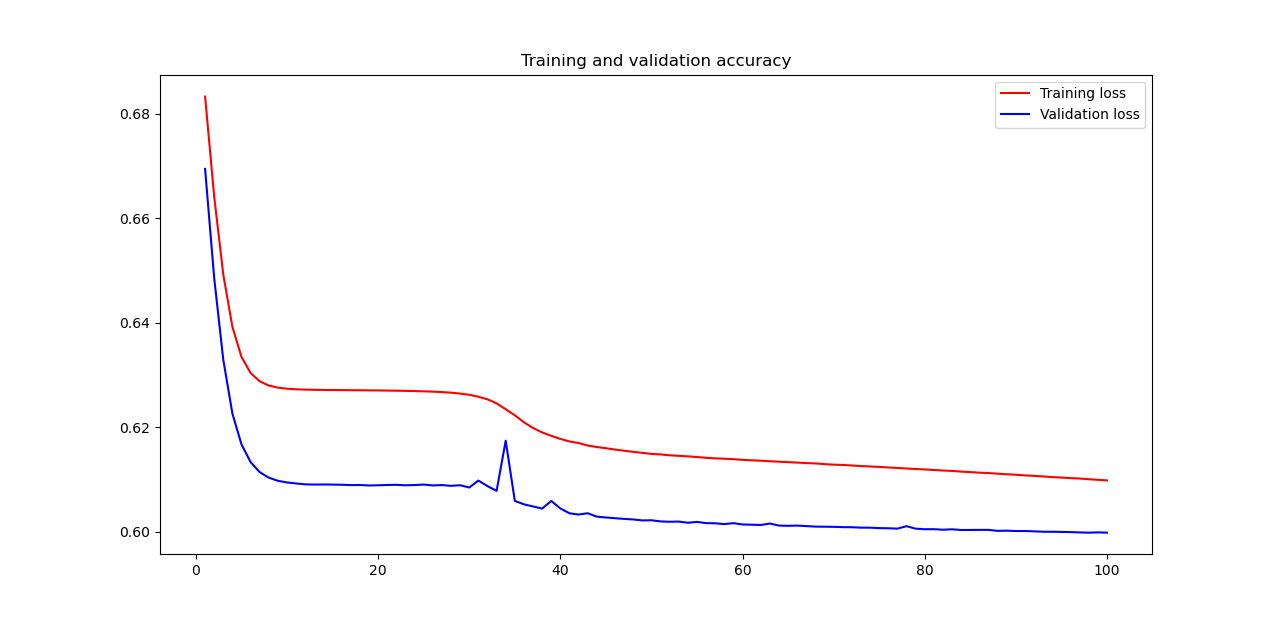 Training and validation accuracy
Training loss
Validation loss
0.68
0.66
0.64
0.62
0.60
0 20 40 60 80 100